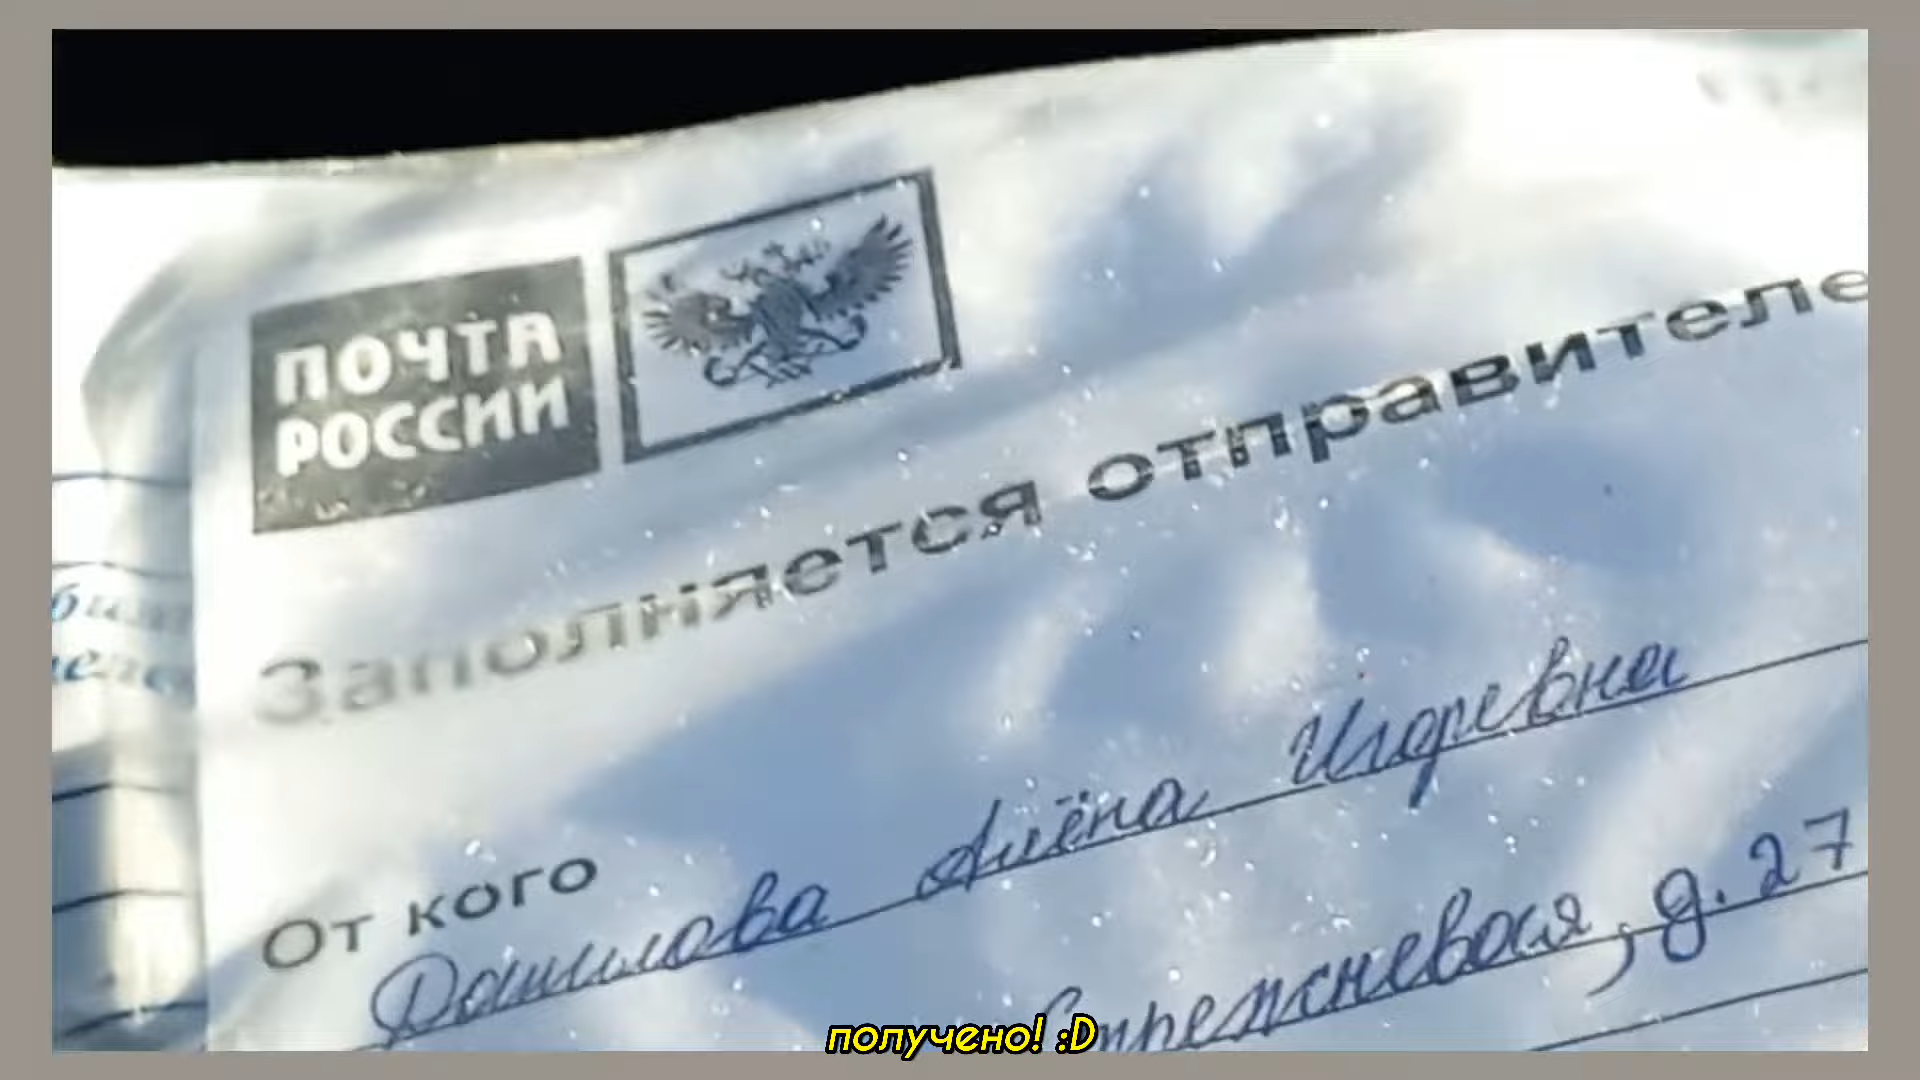 ПОЧТА
РОССИИ
Заполняется отправителе
От кого
Данилова Алёна Игоревна
Стрежневая, д. 27
получено! :D